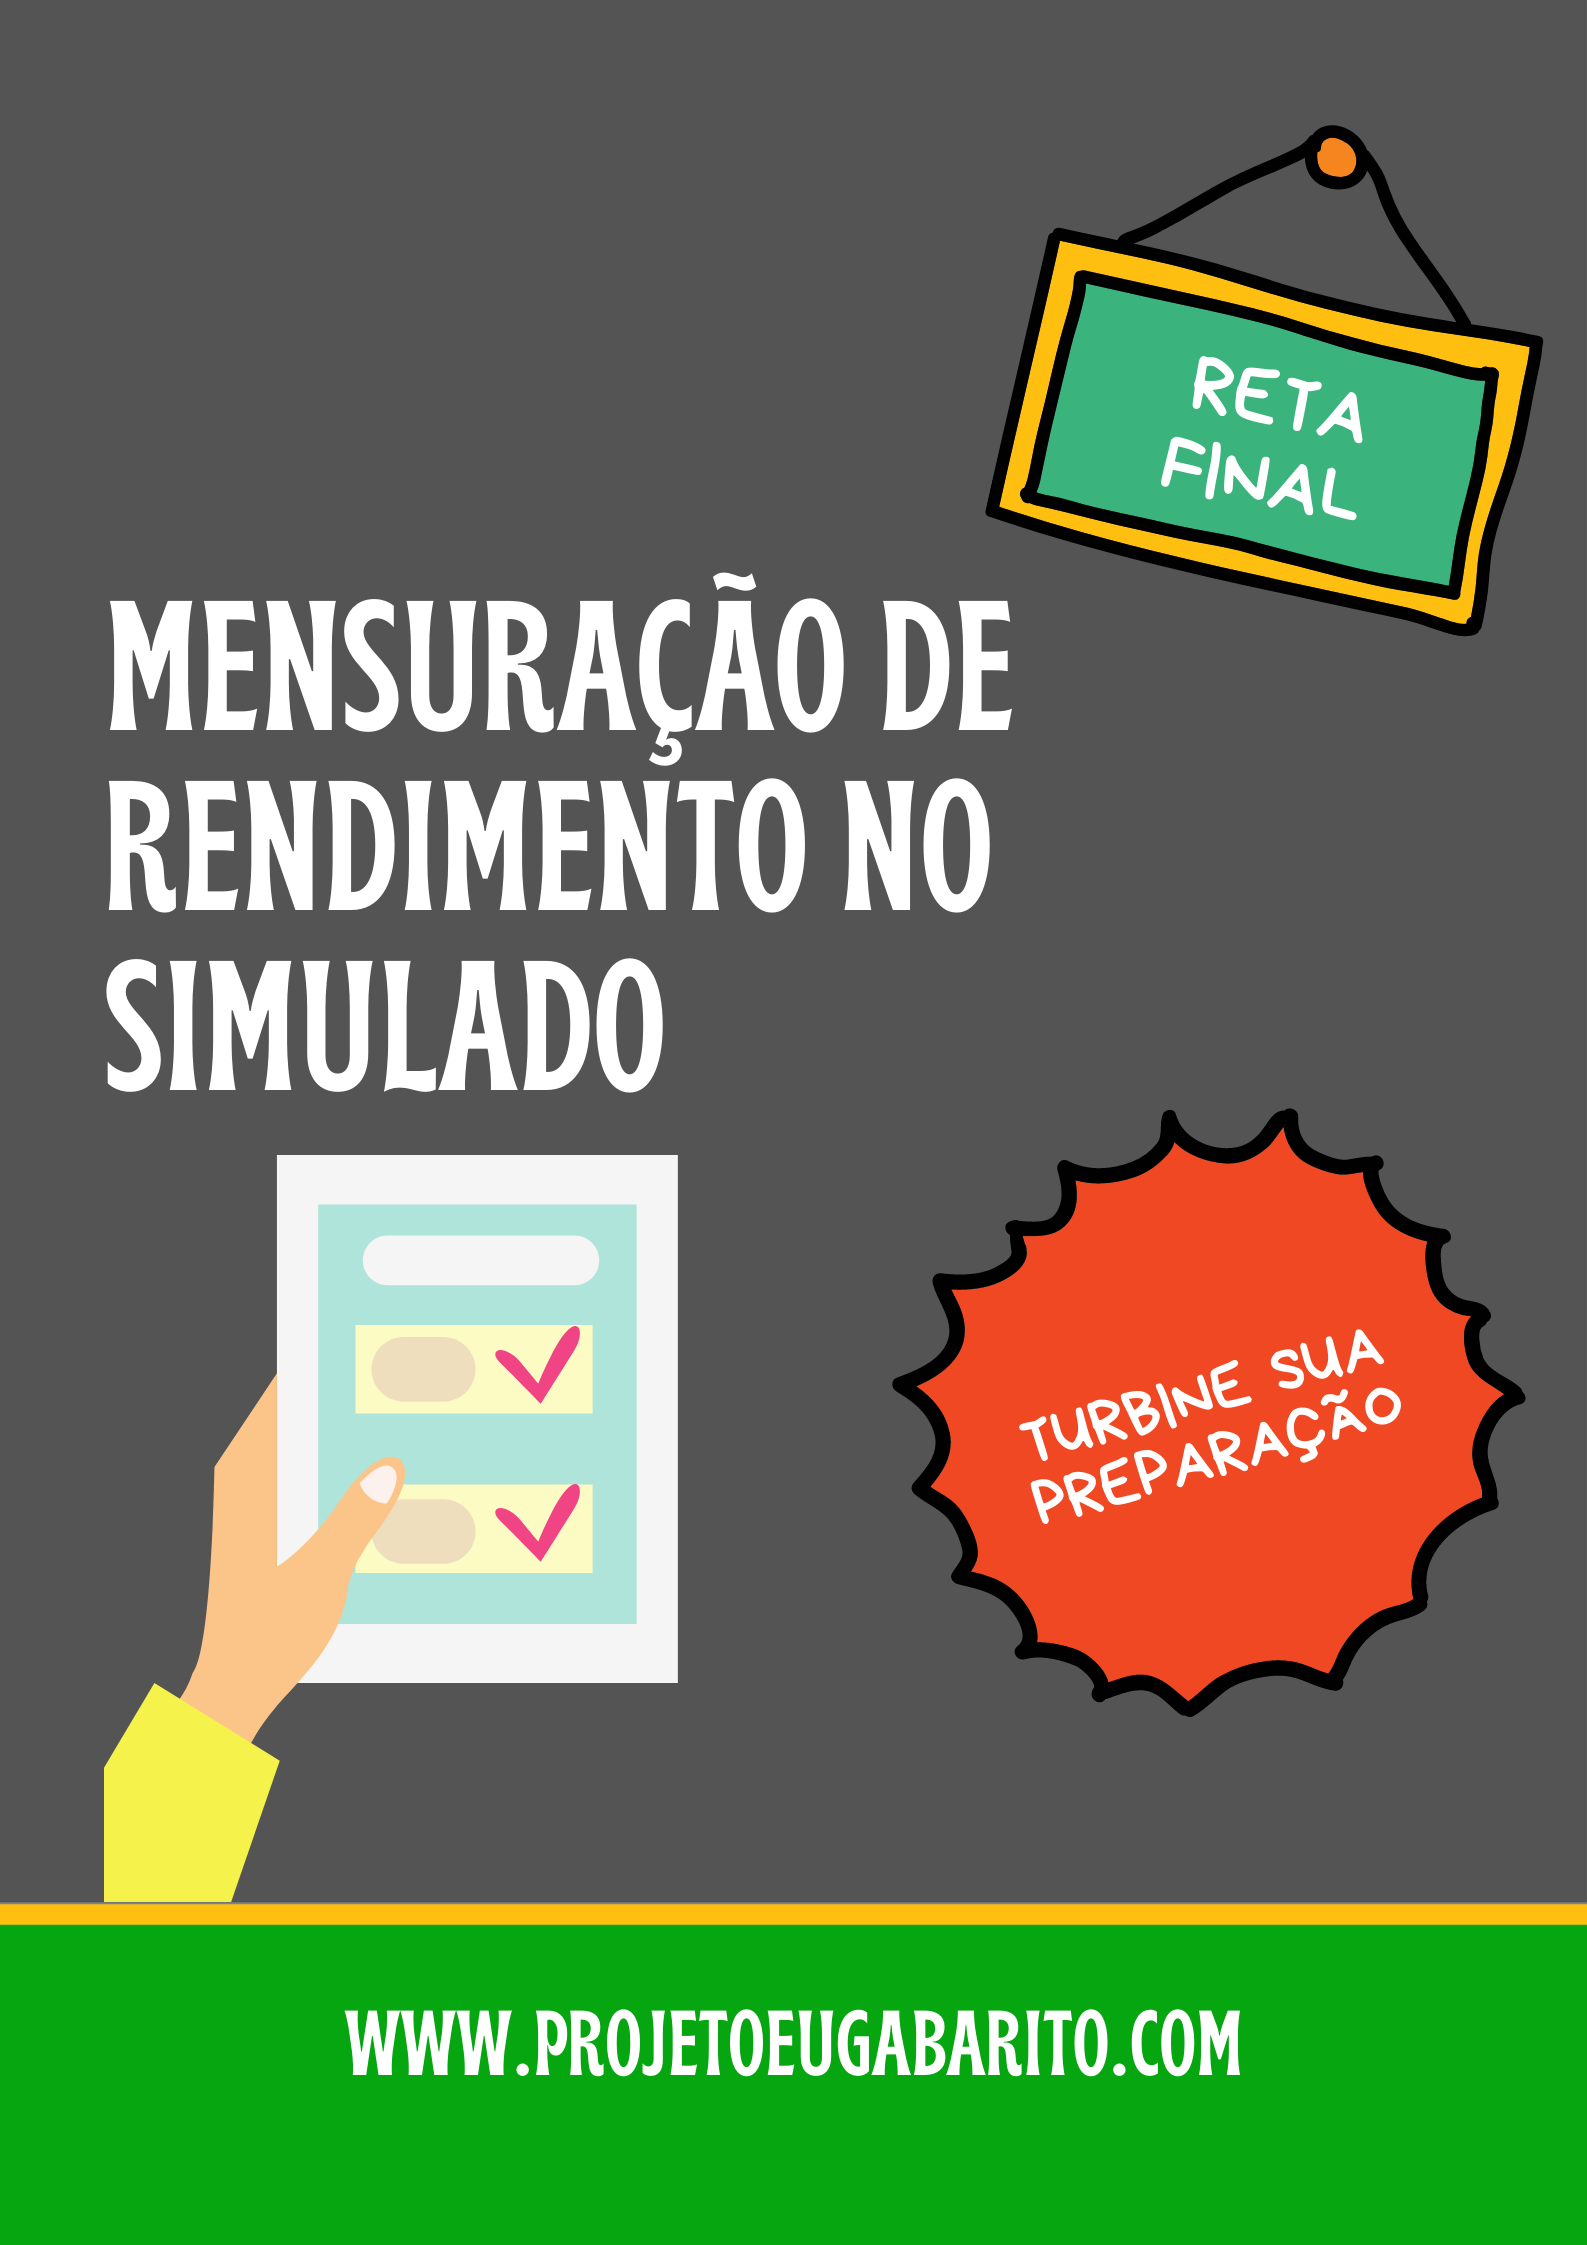 RETA
FINAL
MENSURAÇÃO DE
RENDIMENTO NO
SIMULADO
TURBINE SUA
PREPARAÇÃO
WWW.PROJETOEUGABARITO.COM